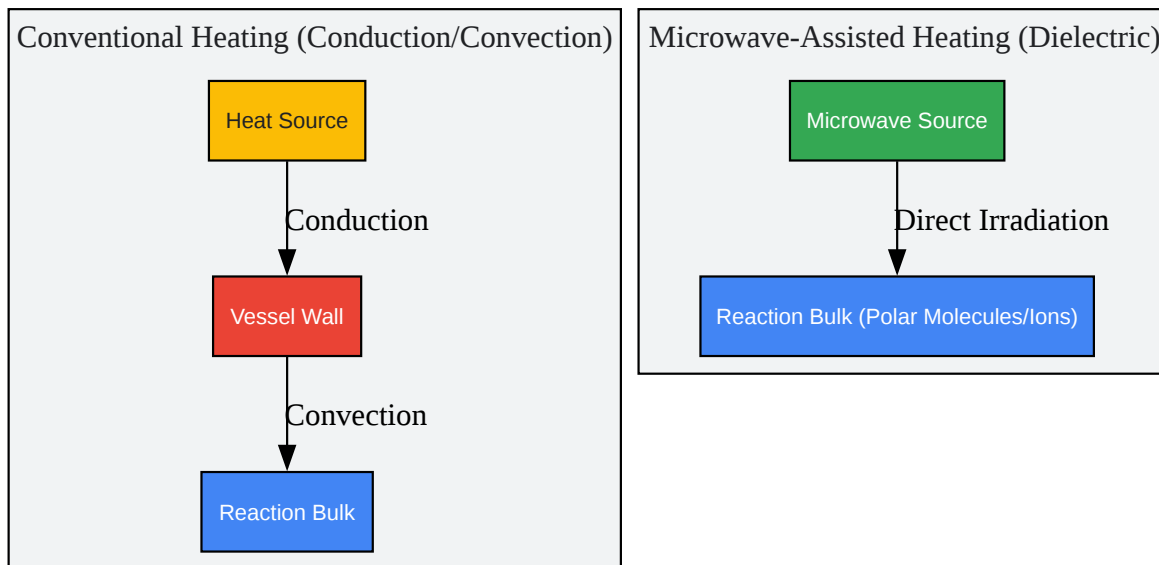 Conventional Heating (Conduction/Convection)
Heat Source
Conduction
Vessel Wall
Convection
Reaction Bulk
Microwave-Assisted Heating (Dielectric)
Microwave Source
Direct Irradiation
Reaction Bulk (Polar Molecules/Ions)